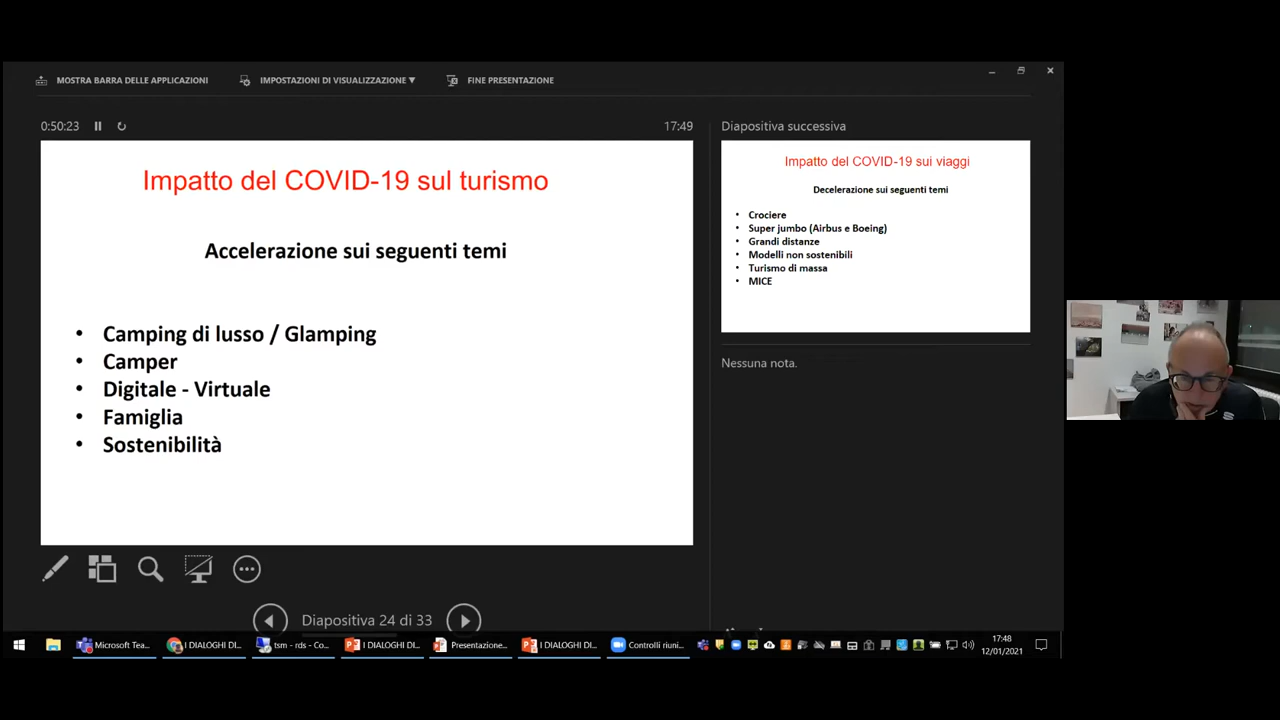 MOSTRA BARRA DELLE APPLICAZIONI
IMPOSTAZIONI DI VISUALIZZAZIONE ▼
FINE PRESENTAZIONE
0:50:23
17:49
Impatto del COVID-19 sul turismo
Accelerazione sui seguenti temi
• Camping di lusso / Glamping
• Camper
• Digitale - Virtuale
• Famiglia
• Sostenibilità
Diapositiva successiva
Impatto del COVID-19 sui viaggi
Decelerazione sui seguenti temi
• Crociere
• Super jumbo (Airbus e Boeing)
• Grandi distanze
• Modelli non sostenibili
• Turismo di massa
• MICE
Nessuna nota.
Diapositiva 24 di 33
Microsoft Tea...
I DIALOGHI DI...
tsm - rds - Co...
I DIALOGHI DI...
Presentazione...
I DIALOGHI DI...
Controlli riuni...
17:48
12/01/2021